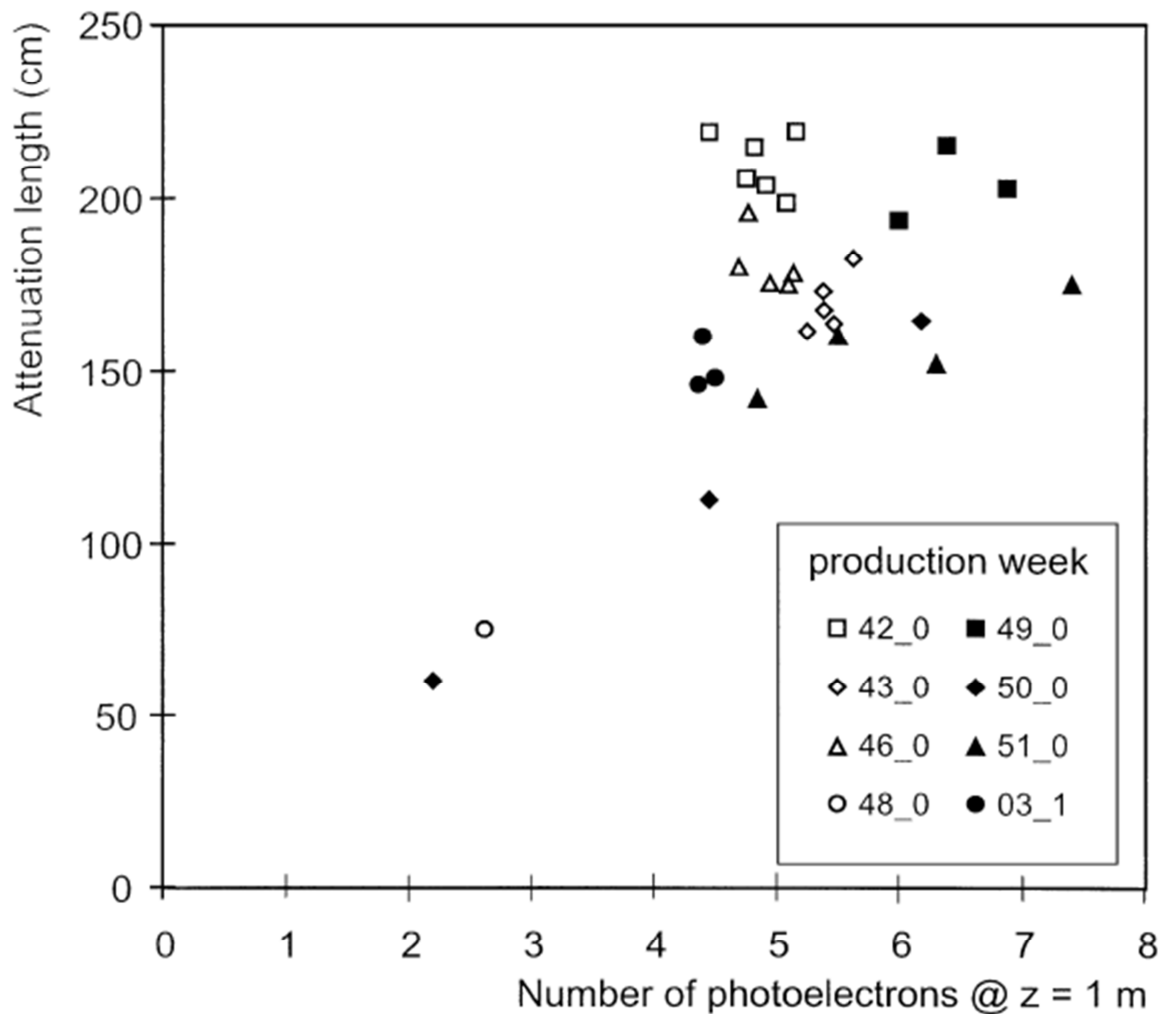 Attenuation length (cm)
250
200
150
100
50
0
0 1 2 3 4 5 6 7 8
Number of photoelectrons @ z = 1 m
production week
42_0 49_0
43_0 50_0
46_0 51_0
48_0 03_1